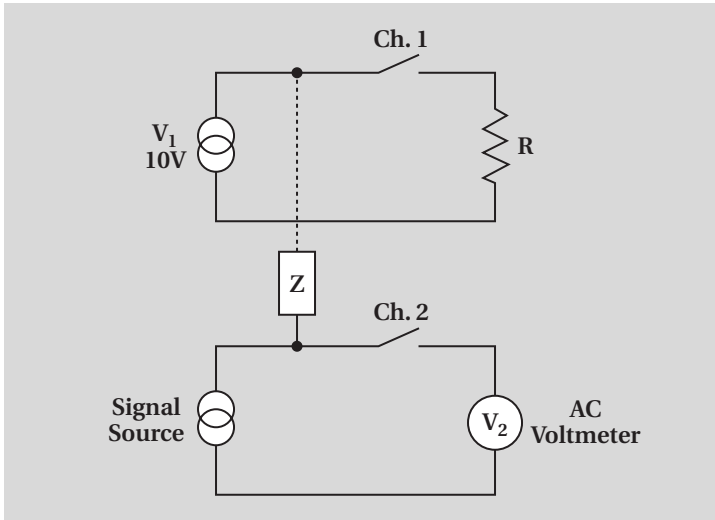 Ch. 1
V1
10V
R
Z
Ch. 2
Signal
Source
V2
AC
Voltmeter